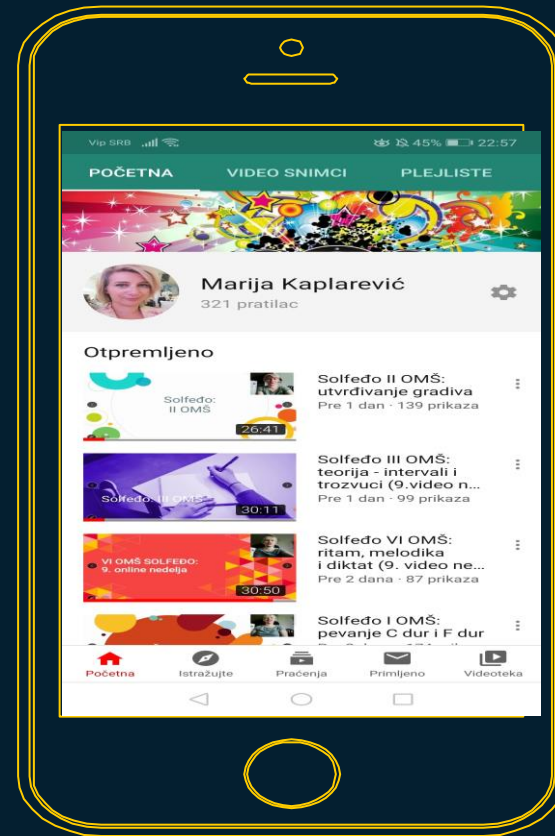 Vip SRB 45% 22:57
POČETNA VIDEO SNIMCI PLEJLISTE
Marija Kaplarević
321 pratilac
Otpremljeno
Solfeđo:
II OMŠ
26:41
Solfeđo II OMŠ:
utvrđivanje gradiva
Pre 1 dan · 139 prikaza
Solfeđo: III OMŠ
30:11
Solfeđo III OMŠ:
teorija - intervali i
trozvuci (9.video n...
Pre 1 dan · 99 prikaza
VI OMŠ SOLFEĐO:
9. online nedelja
30:50
Solfeđo VI OMŠ:
ritam, melodika
i diktat (9. video ne...
Pre 2 dana · 87 prikaza
Solfeđo I OMŠ:
pevanje C dur i F dur
Početna Istražujte Praćenja Primljeno Videoteka